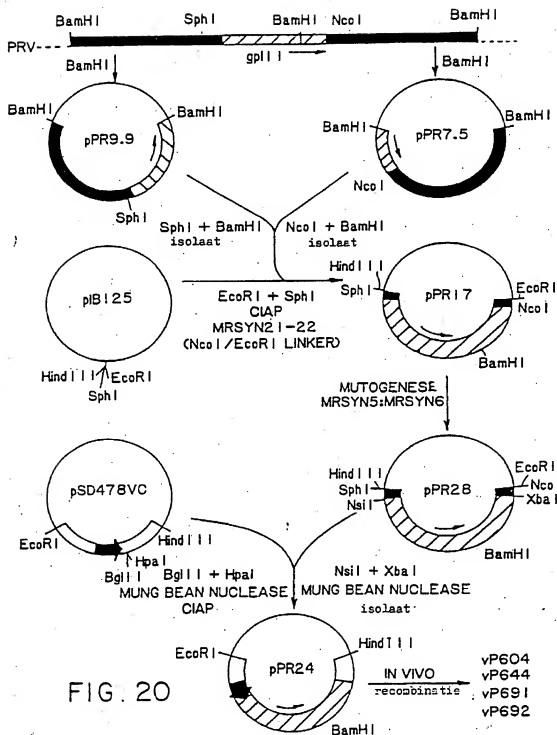 BamHI
SphI
BamHI
NcoI
BamHI
PRV
gpIII
BamHI
BamHI
BamHI
BamHI
pPR9.9
SphI
BamHI
BamHI
pPR7.5
NcoI
SphI + BamHI
isolaat
NcoI + BamHI
isolaat
pIBI25
HindIII
EcoRI
SphI
EcoRI + SphI
CIAP
MRSYN21-22
(NcoI/EcoRI LINKER)
HindIII
SphI
pPR17
EcoRI
NcoI
BamHI
MUTOGENESE
MRSYN5:MRSYN6
pSD478VC
EcoRI
HindIII
HpaI
BglII
BglII + HpaI
MUNG BEAN NUCLEASE
CIAP
HindIII
SphI
NsiI
pPR28
EcoRI
Nco
XbaI
BamHI
NsiI + XbaI
MUNG BEAN NUCLEASE
isolaat
EcoRI
HindIII
pPR24
BamHI
IN VIVO
recombinatie
vP604
vP644
vP691
vP692
FIG. 20